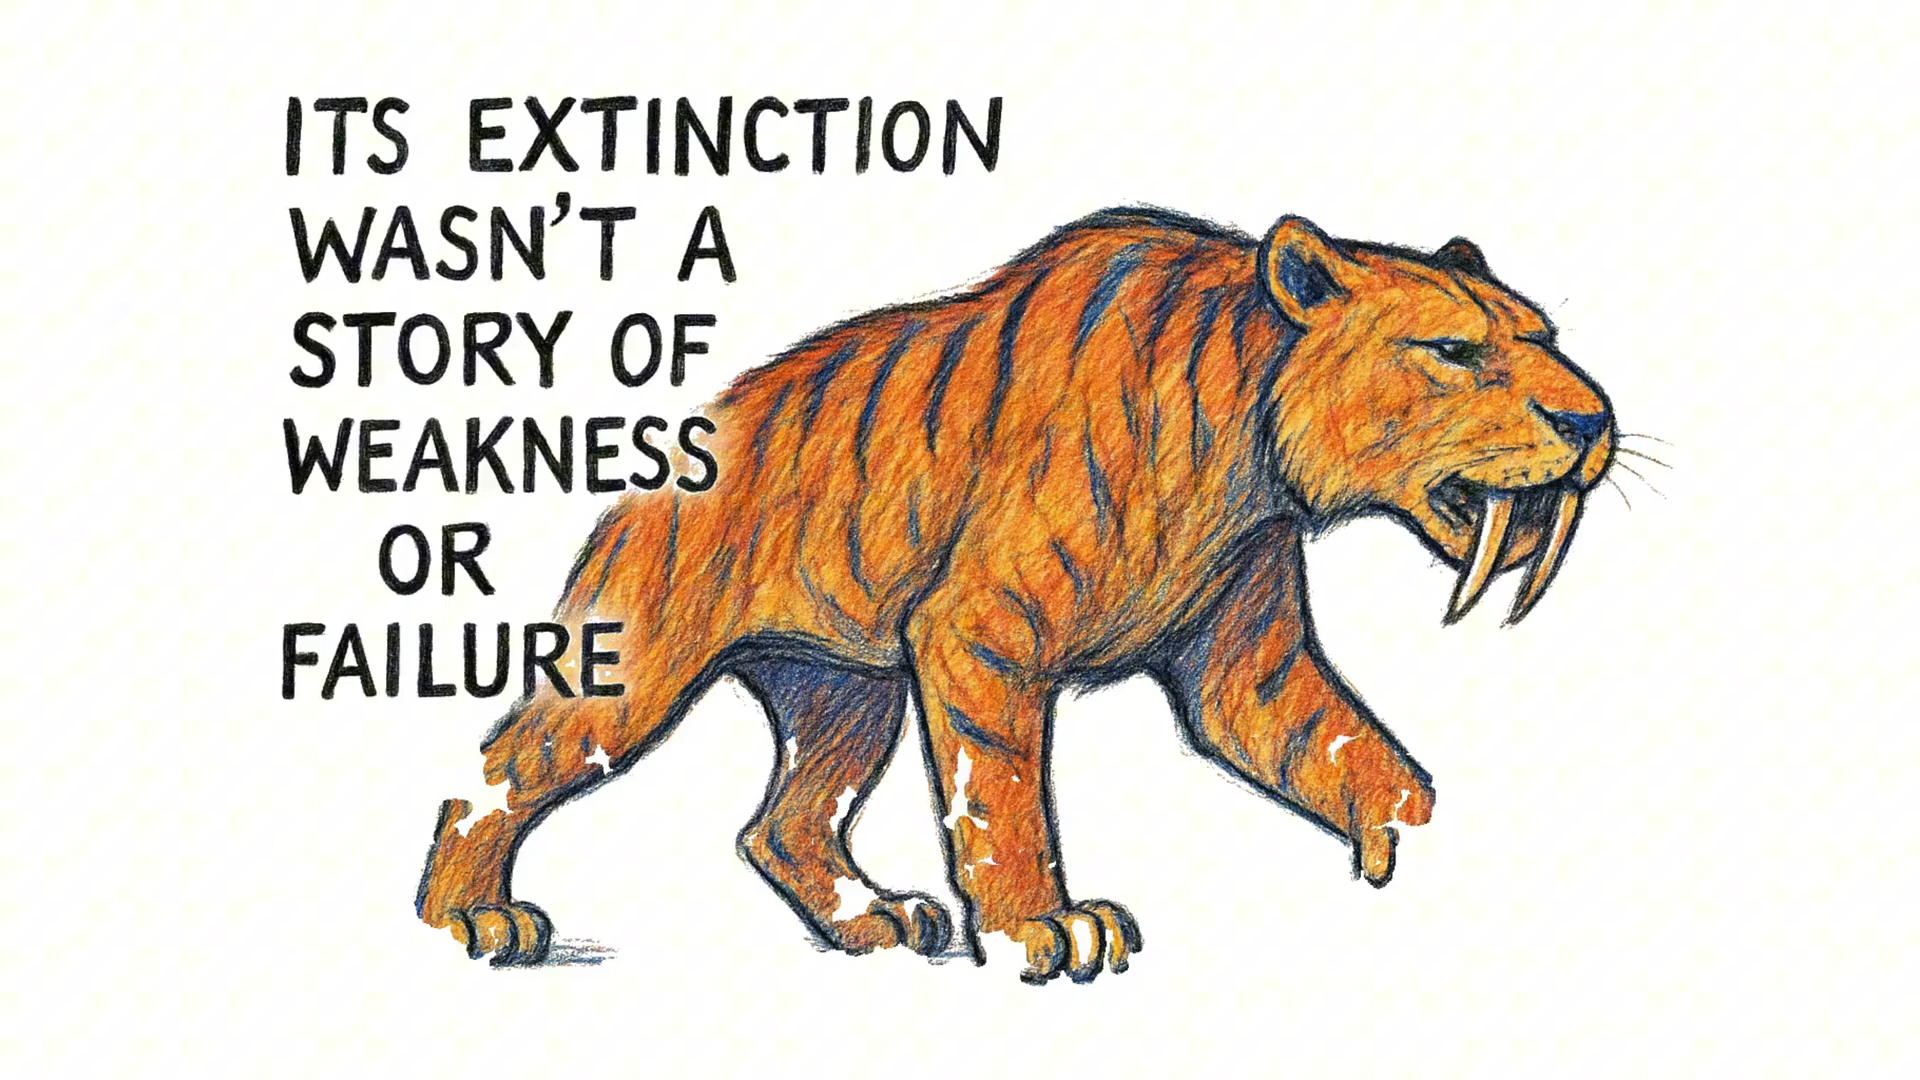 ITS EXTINCTION
WASN'T A
STORY OF
WEAKNESS
OR
FAILURE